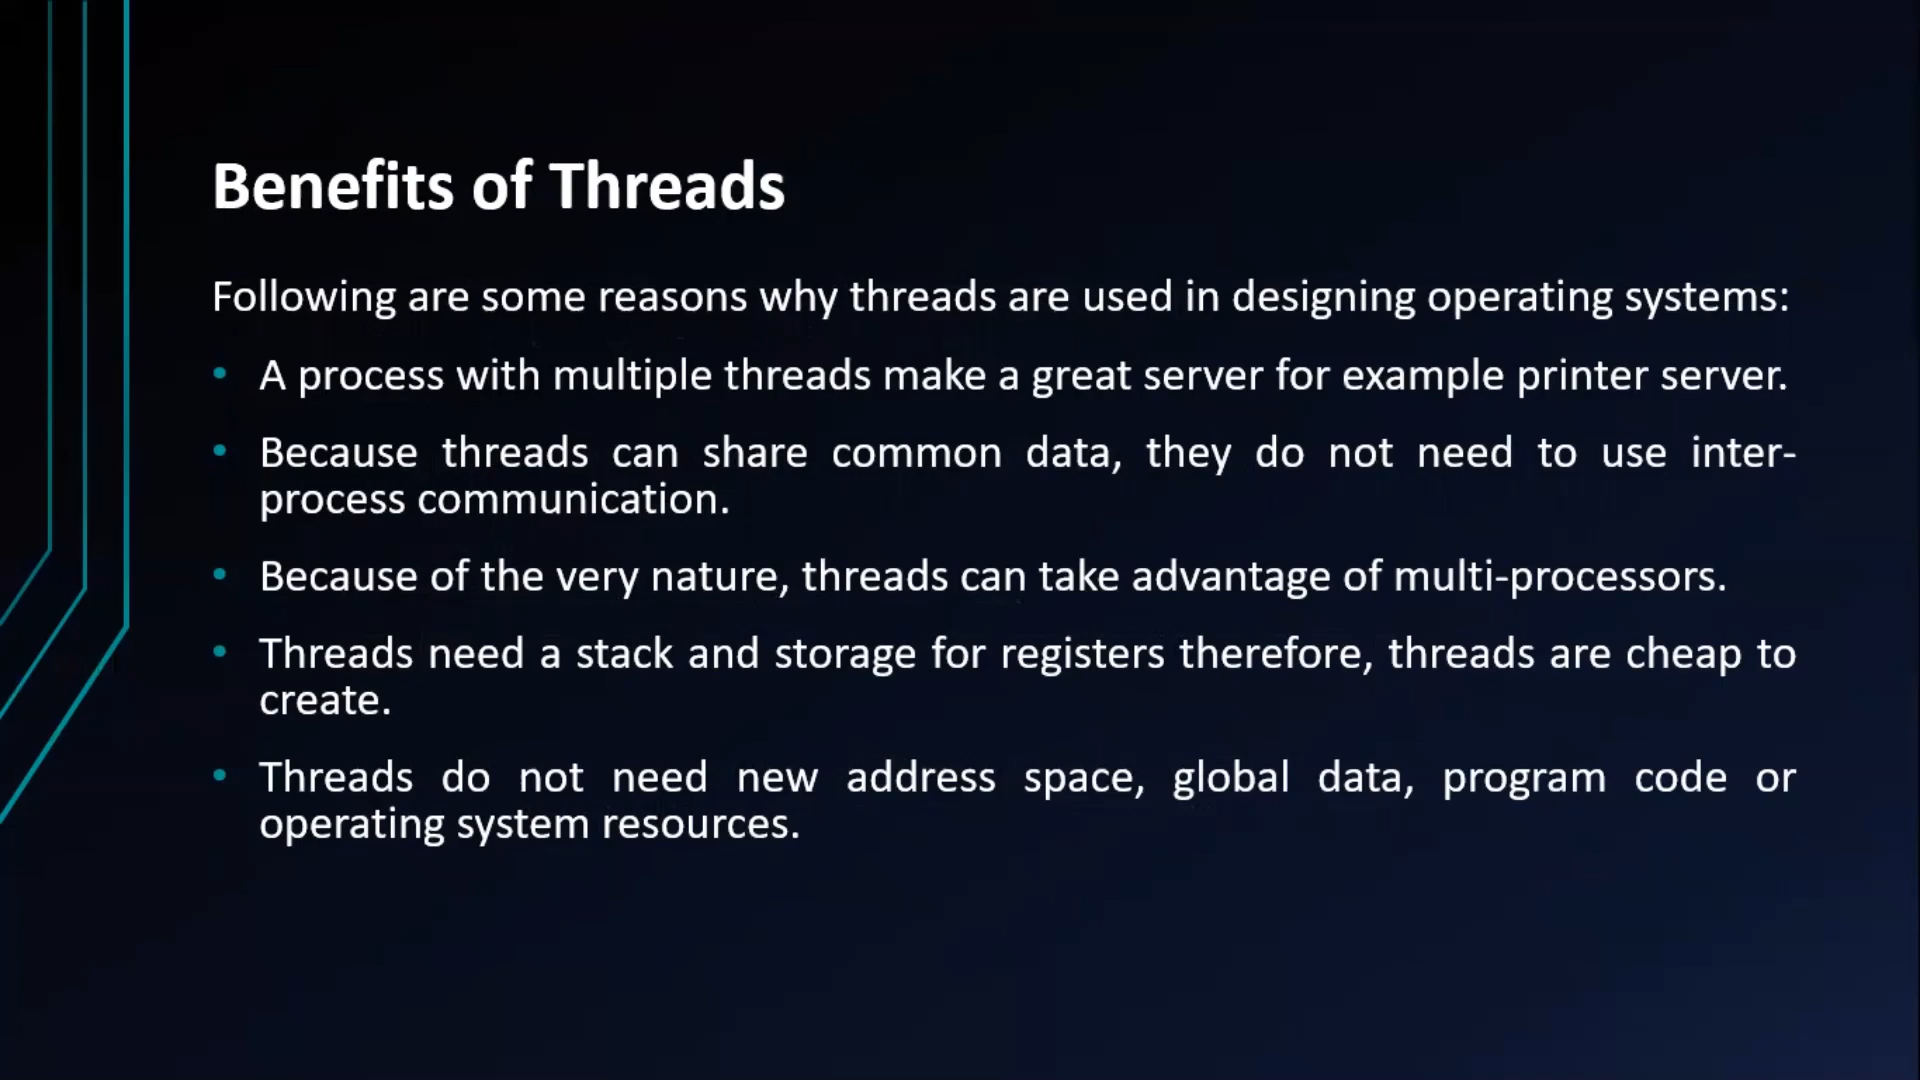 Benefits of Threads
Following are some reasons why threads are used in designing operating systems:
• A process with multiple threads make a great server for example printer server.
• Because threads can share common data, they do not need to use inter-
process communication.
• Because of the very nature, threads can take advantage of multi-processors.
• Threads need a stack and storage for registers therefore, threads are cheap to
create.
• Threads do not need new address space, global data, program code or
operating system resources.